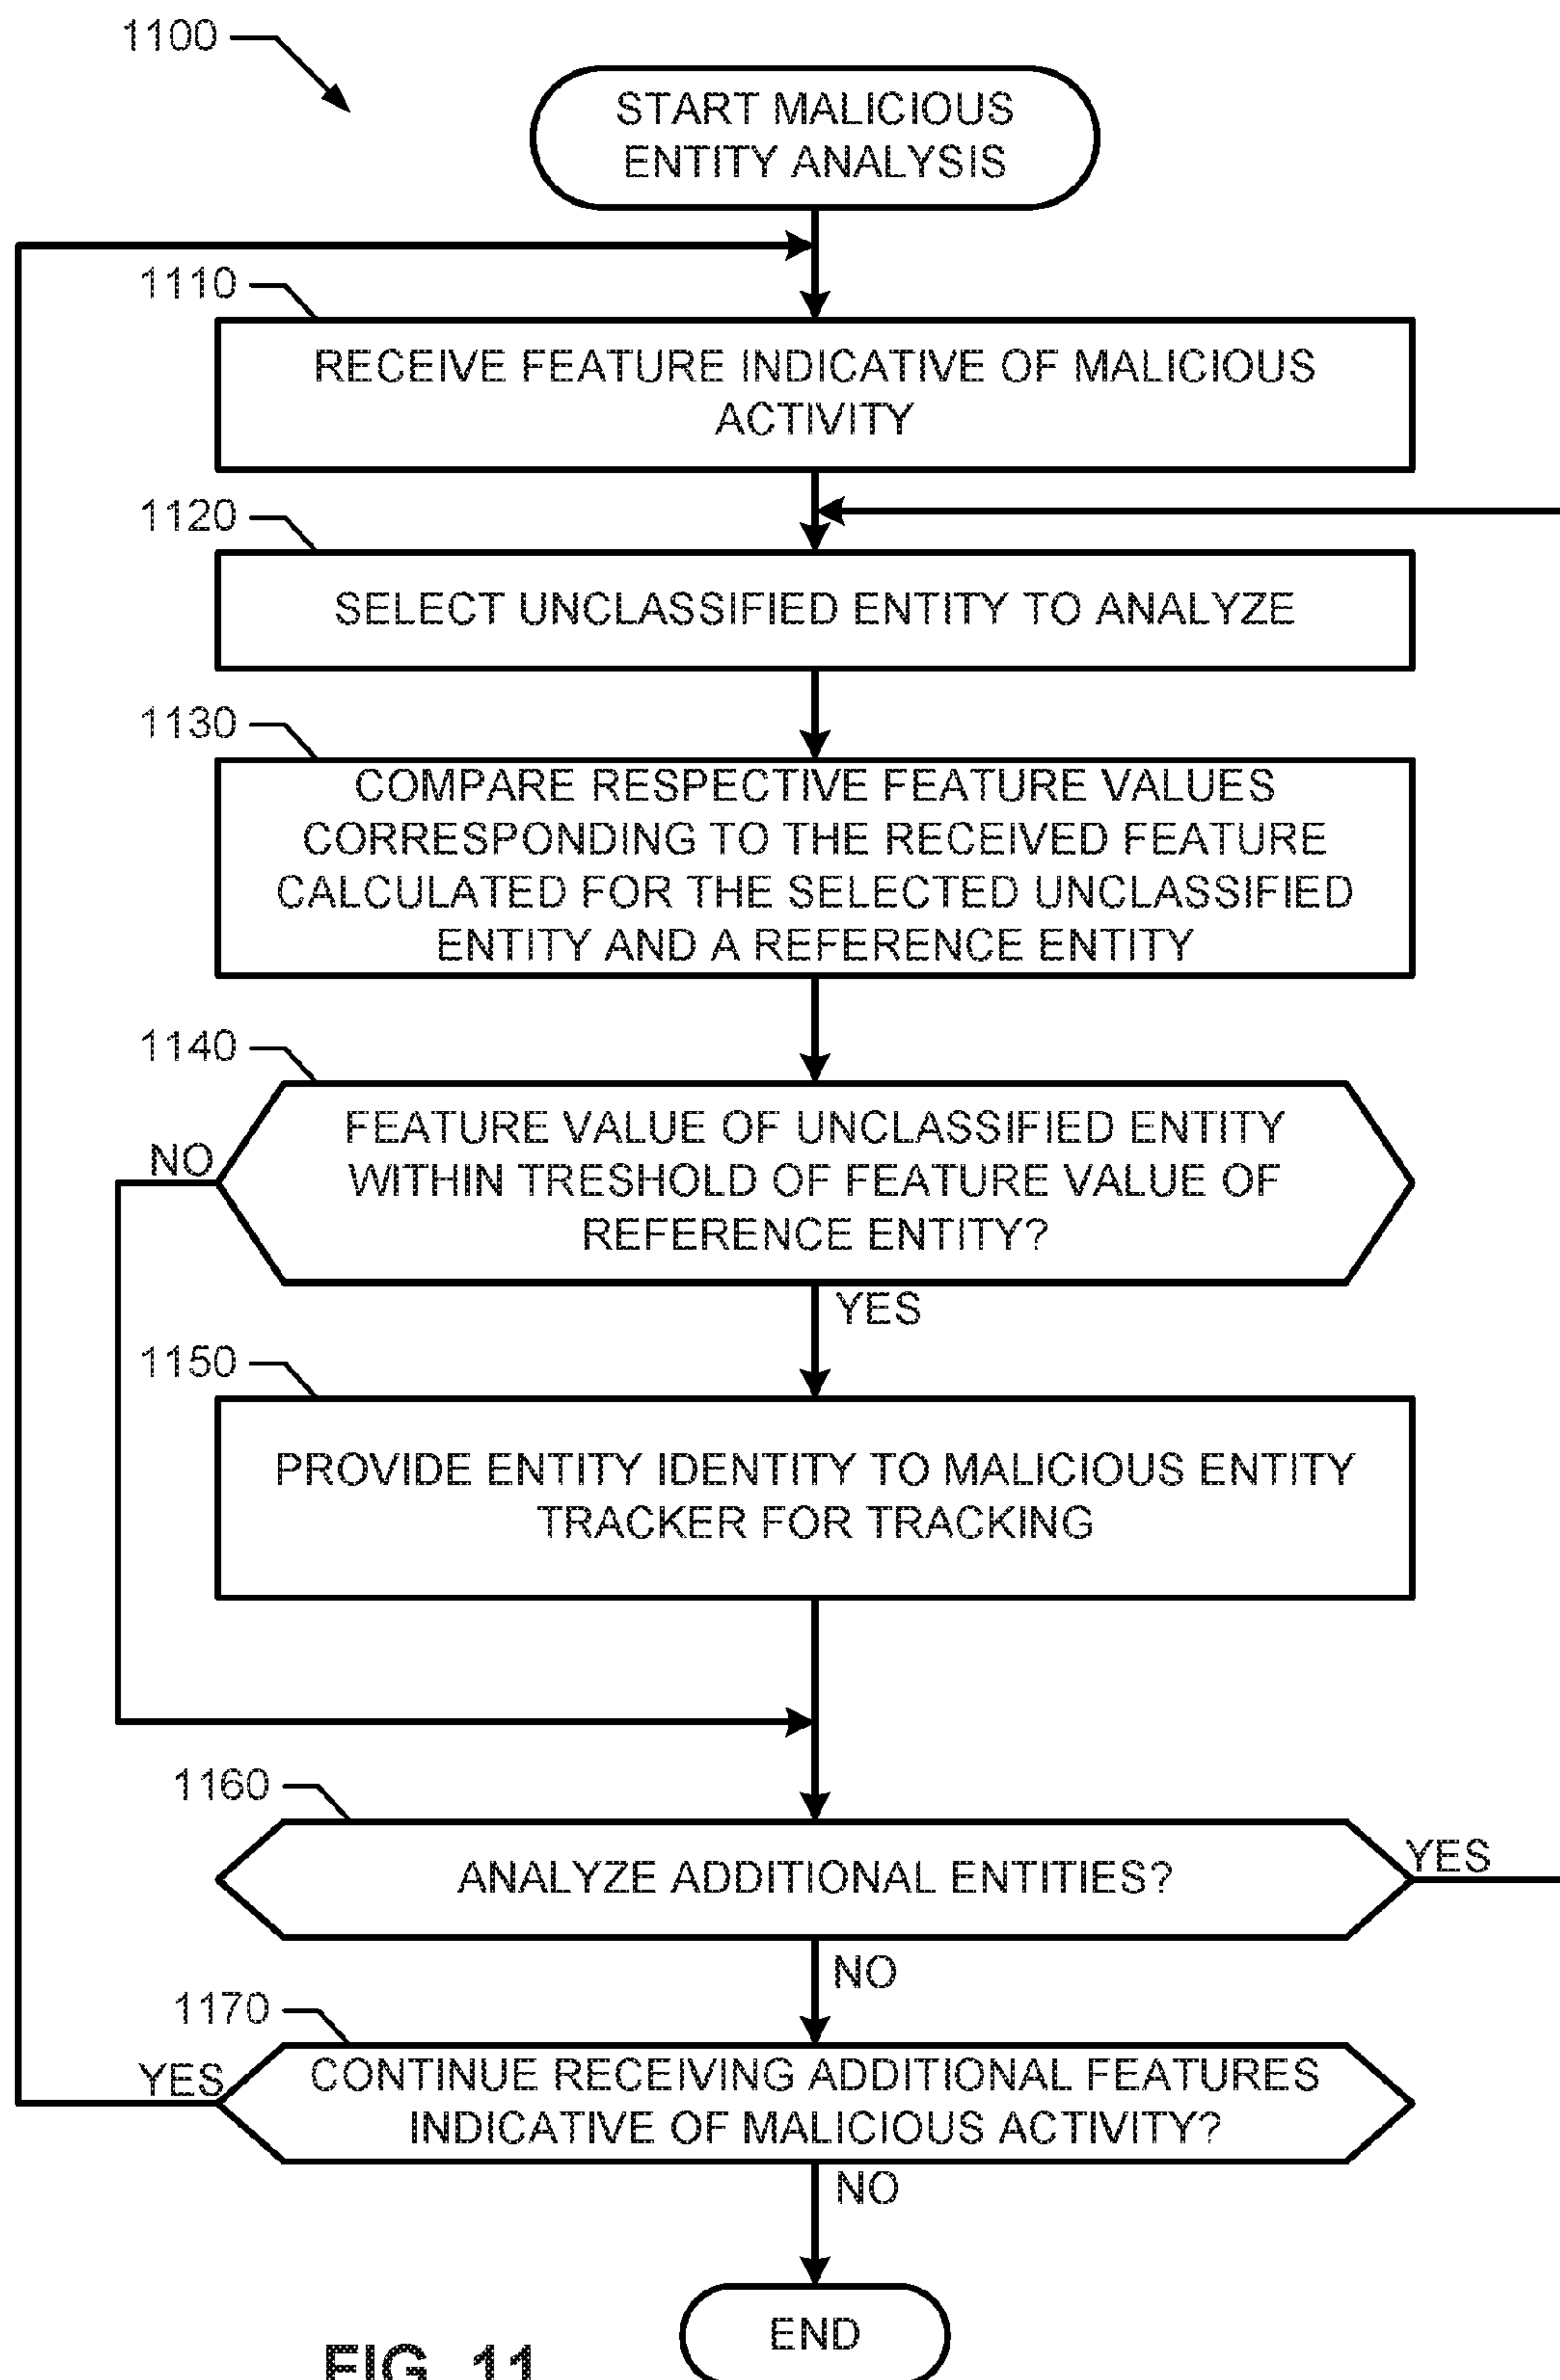 1100
START MALICIOUS
ENTITY ANALYSIS
1110
RECEIVE FEATURE INDICATIVE OF MALICIOUS
ACTIVITY
1120
SELECT UNCLASSIFIED ENTITY TO ANALYZE
1130
COMPARE RESPECTIVE FEATURE VALUES
CORRESPONDING TO THE RECEIVED FEATURE
CALCULATED FOR THE SELECTED UNCLASSIFIED
ENTITY AND A REFERENCE ENTITY
1140
NO
FEATURE VALUE OF UNCLASSIFIED ENTITY
WITHIN TRESHOLD OF FEATURE VALUE OF
REFERENCE ENTITY?
YES
1150
PROVIDE ENTITY IDENTITY TO MALICIOUS ENTITY
TRACKER FOR TRACKING
1160
ANALYZE ADDITIONAL ENTITIES?
YES
NO
1170
YES
CONTINUE RECEIVING ADDITIONAL FEATURES
INDICATIVE OF MALICIOUS ACTIVITY?
NO
END
FIG. 11